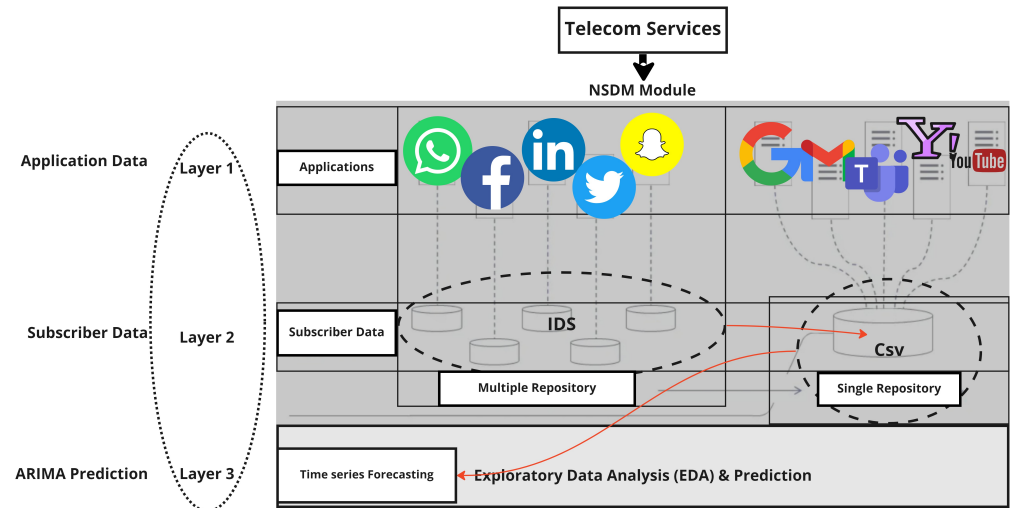 Telecom Services
NSDM Module
Application Data
Layer 1
Applications
in
T
Y!
YouTube
Subscriber Data
Layer 2
Subscriber Data
IDS
Csv
Multiple Repository
Single Repository
ARIMA Prediction
Layer 3
Time series Forecasting
Exploratory Data Analysis (EDA) & Prediction